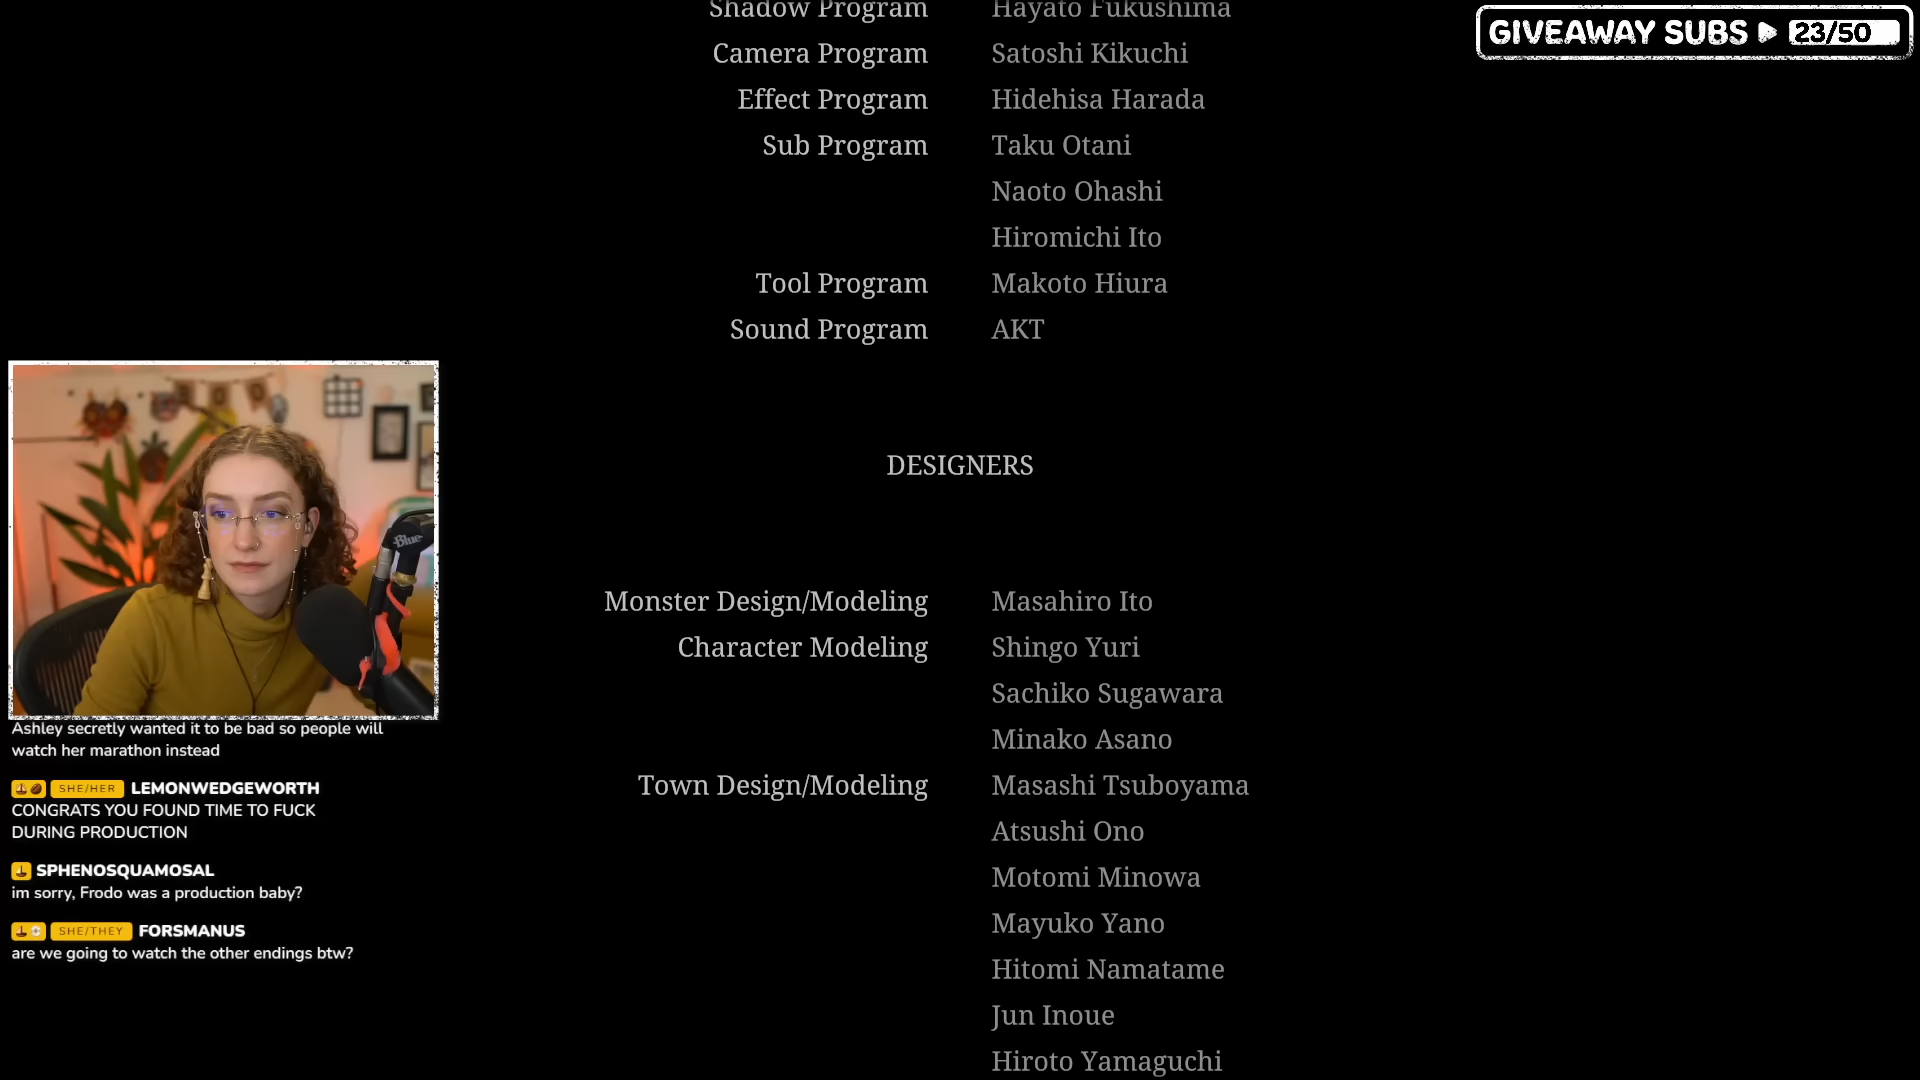 Shadow Program Hayato Fukushima
GIVEAWAY SUBS 23/50
Camera Program Satoshi Kikuchi
Effect Program Hidehisa Harada
Sub Program Taku Otani
Naoto Ohashi
Hiromichi Ito
Tool Program Makoto Hiura
Sound Program AKT
DESIGNERS
Blue
Monster Design/Modeling Masahiro Ito
Character Modeling Shingo Yuri
Sachiko Sugawara
Minako Asano
Town Design/Modeling Masashi Tsuboyama
Atsushi Ono
Motomi Minowa
Mayuko Yano
Hitomi Namatame
Jun Inoue
Hiroto Yamaguchi
Ashley secretly wanted it to be bad so people will
watch her marathon instead
SHE/HER LEMONWEDGEWORTH
CONGRATS YOU FOUND TIME TO FUCK
DURING PRODUCTION
SPHENOSQUAMOSAL
im sorry, Frodo was a production baby?
SHE/THEY FORSMANUS
are we going to watch the other endings btw?